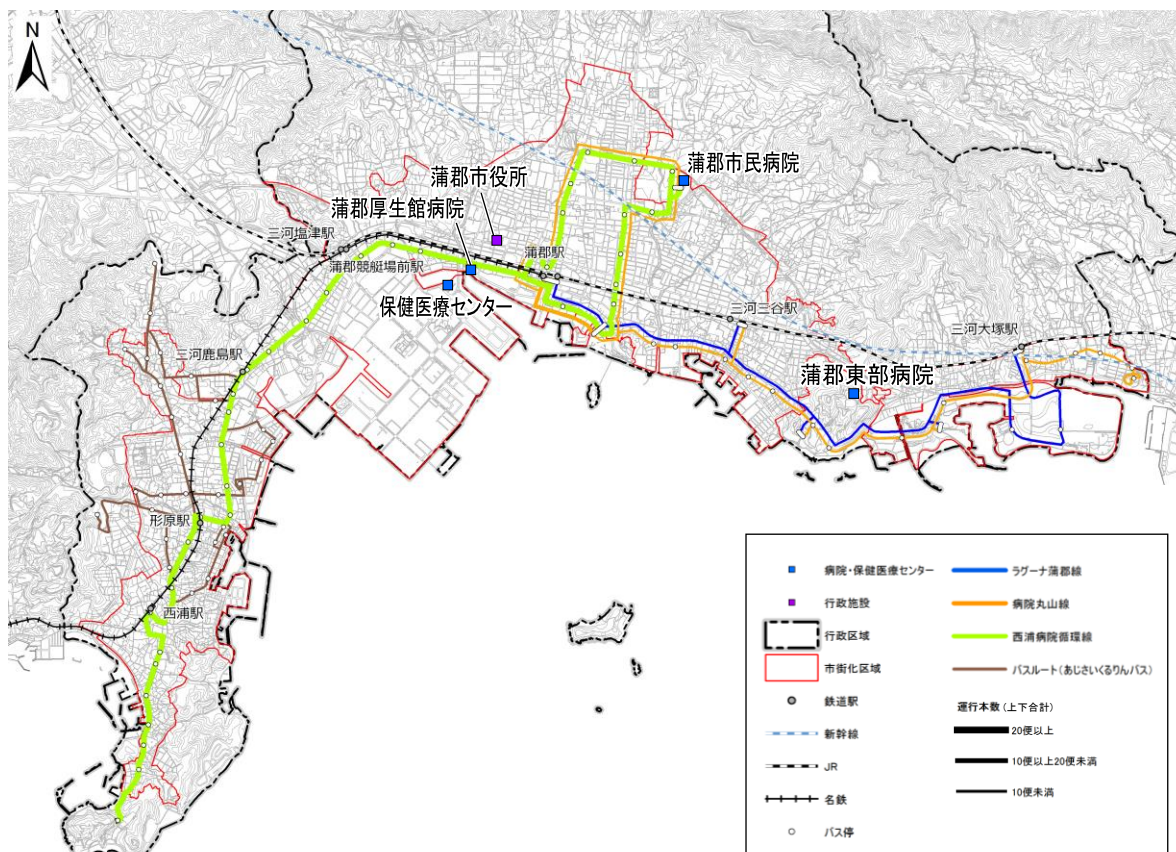 N
蒲郡市民病院
蒲郡市役所
蒲郡厚生館病院
三河塩津駅
蒲郡駅
蒲郡競艇場前駅
保健医療センター
三河三谷駅
三河大塚駅
三河鹿島駅
蒲郡東部病院
形原駅
西浦駅
病院・保健医療センター
行政施設
行政区域
市街化区域
鉄道駅
新幹線
JR
名鉄
バス停
ラグーナ蒲郡線
病院丸山線
西浦病院循環線
バスルート(あじさいくるりんバス)
運行本数(上下合計)
20便以上
10便以上20便未満
10便未満